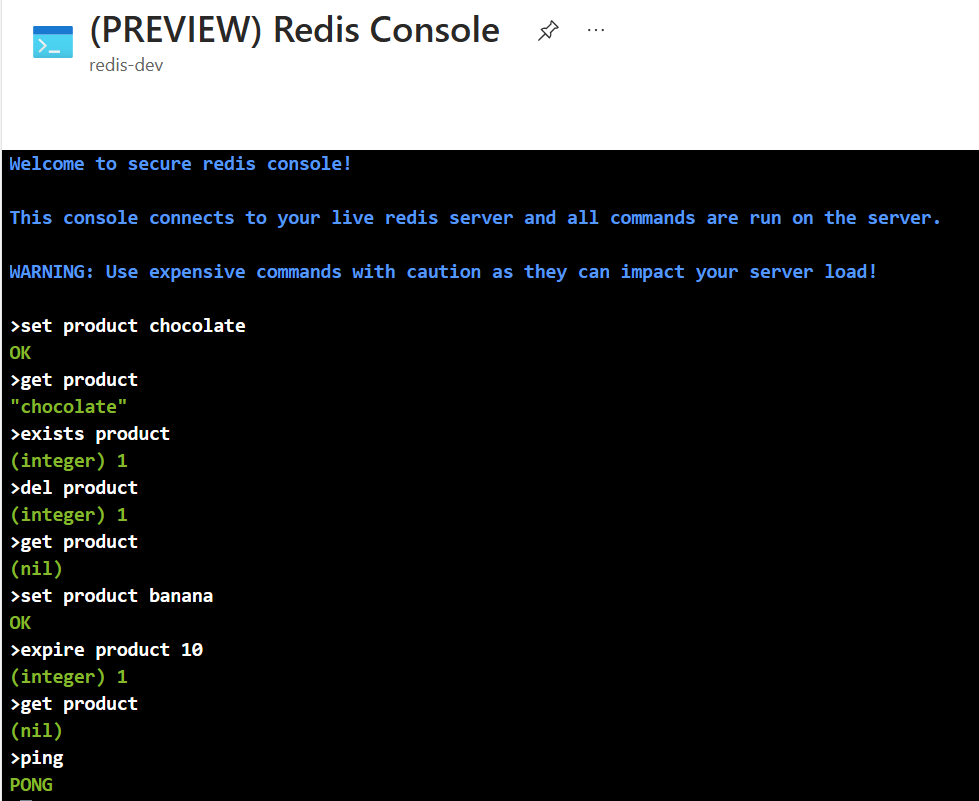 (PREVIEW) Redis Console
redis-dev
Welcome to secure redis console!
This console connects to your live redis server and all commands are run on the server.
WARNING: Use expensive commands with caution as they can impact your server load!
>set product chocolate
OK
>get product
"chocolate"
>exists product
(integer) 1
>del product
(integer) 1
>get product
(nil)
>set product banana
OK
>expire product 10
(integer) 1
>get product
(nil)
>ping
PONG